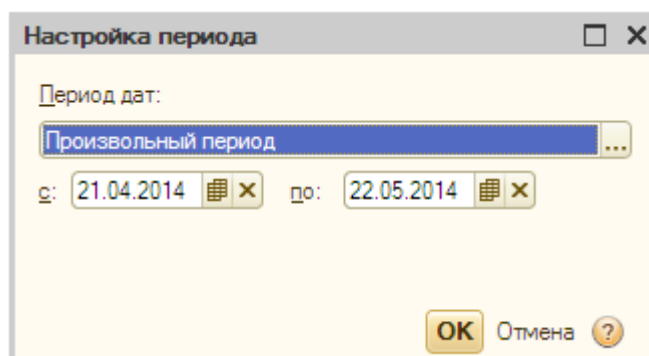 Настройка периода
Период дат:
Произвольный период ...
с: 21.04.2014 по: 22.05.2014
OK Отмена ?